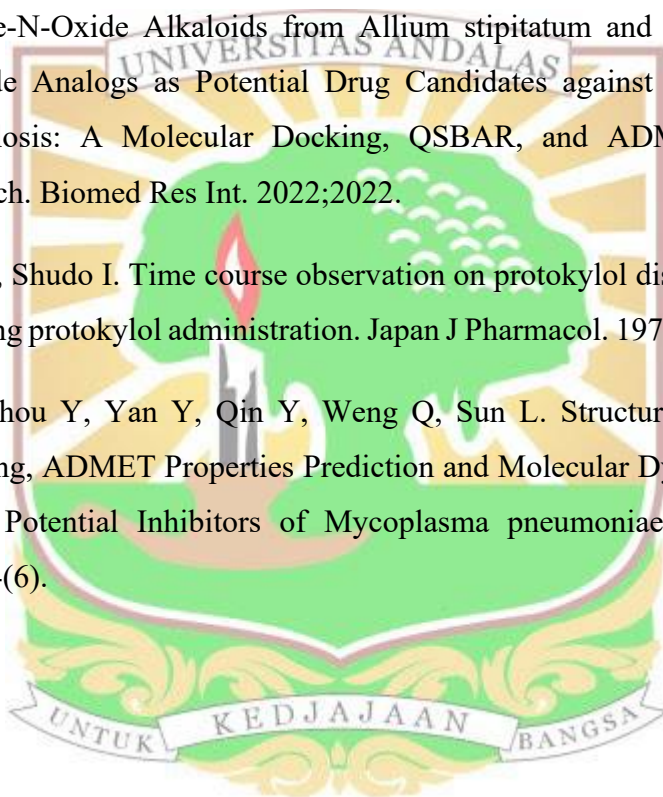 e-N-Oxide Alkaloids from Allium stipitatum and
UNIVERSITAS ANDALAS
le Analogs as Potential Drug Candidates against
losis: A Molecular Docking, QSBAR, and ADM
ch. Biomed Res Int. 2022;2022.
, Shudo I. Time course observation on protokylol dis
ng protokylol administration. Japan J Pharmacol. 197
hou Y, Yan Y, Qin Y, Weng Q, Sun L. Structur
ng, ADMET Properties Prediction and Molecular Dy
Potential Inhibitors of Mycoplasma pneumoniae
(6).
UNTUK KEDJAJAAN BANGSA